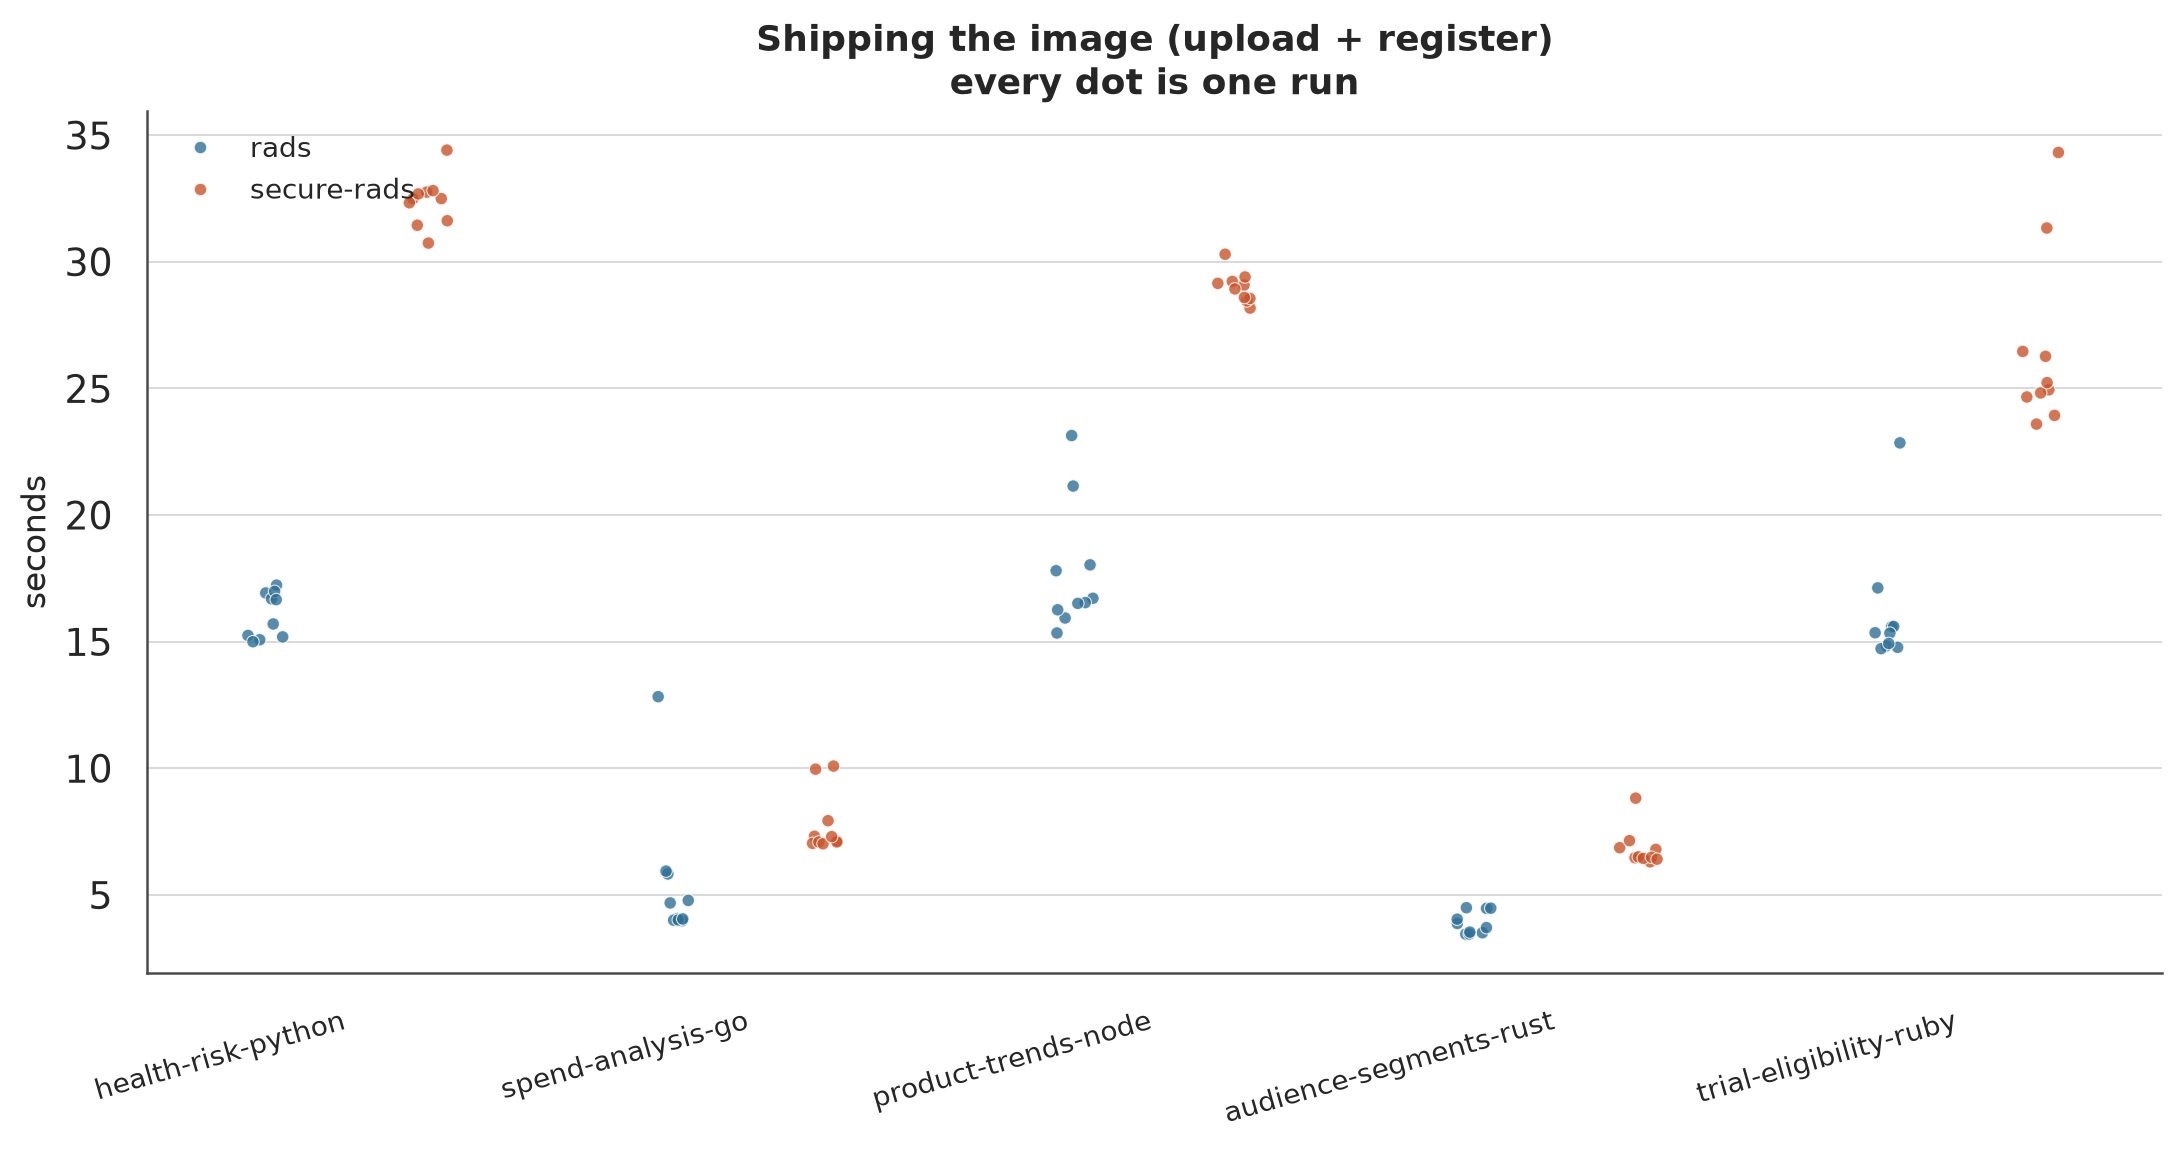 Shipping the image (upload + register)
every dot is one run
rads
secure-rads
seconds
35
30
25
20
15
10
5
health-risk-python
spend-analysis-go
product-trends-node
audience-segments-rust
trial-eligibility-ruby